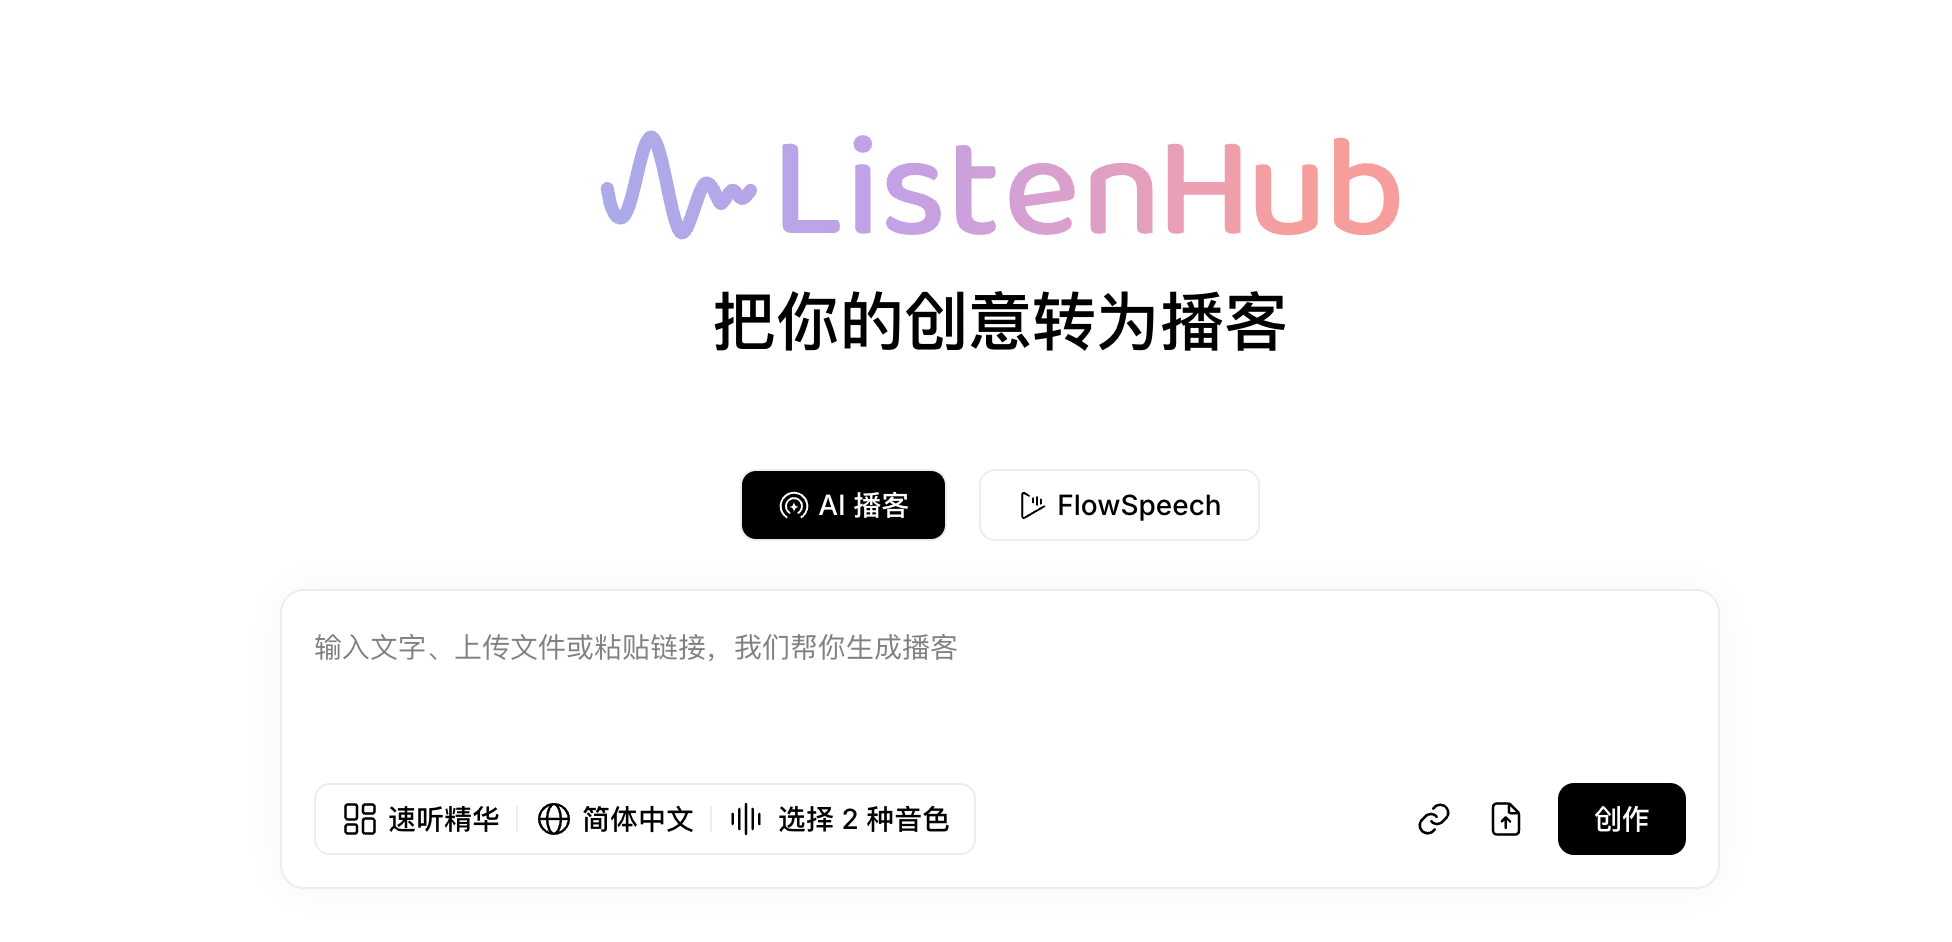 ListenHub
把你的创意转为播客
AI 播客
FlowSpeech
输入文字、上传文件或粘贴链接，我们帮你生成播客
速听精华
简体中文
选择 2 种音色
创作